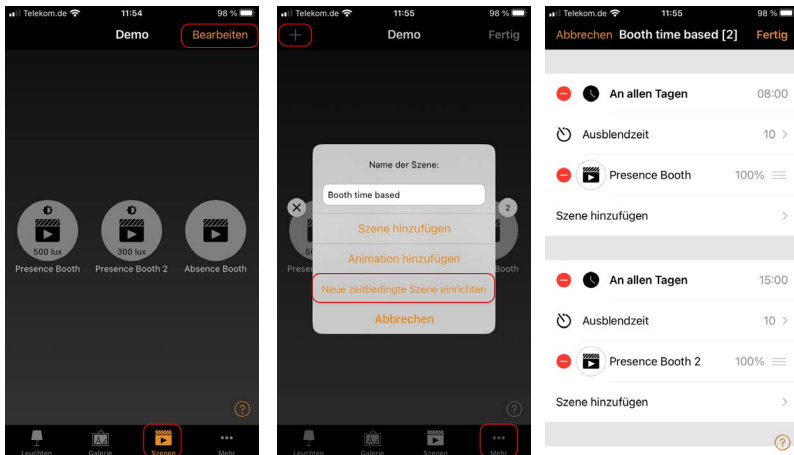 Telekom.de 11:54 98 %
Demo Bearbeiten
500 lux 300 lux
Presence Booth Presence Booth 2 Absence Booth
?
Leuchten Galerie Szenen Mehr
Telekom.de 11:55 98 %
+ Demo Fertig
Name der Szene:
Booth time based
2
Szene hinzufügen
Animation hinzufügen
Neue zeitbedingte Szene einrichten
Abbrechen
?
Leuchten Galerie Szenen Mehr
Telekom.de 11:55 98 %
Abbrechen Booth time based [2] Fertig
An allen Tagen 08:00
Ausblendzeit 10 >
Presence Booth 100%
Szene hinzufügen >
An allen Tagen 15:00
Ausblendzeit 10 >
Presence Booth 2 100%
Szene hinzufügen >
?